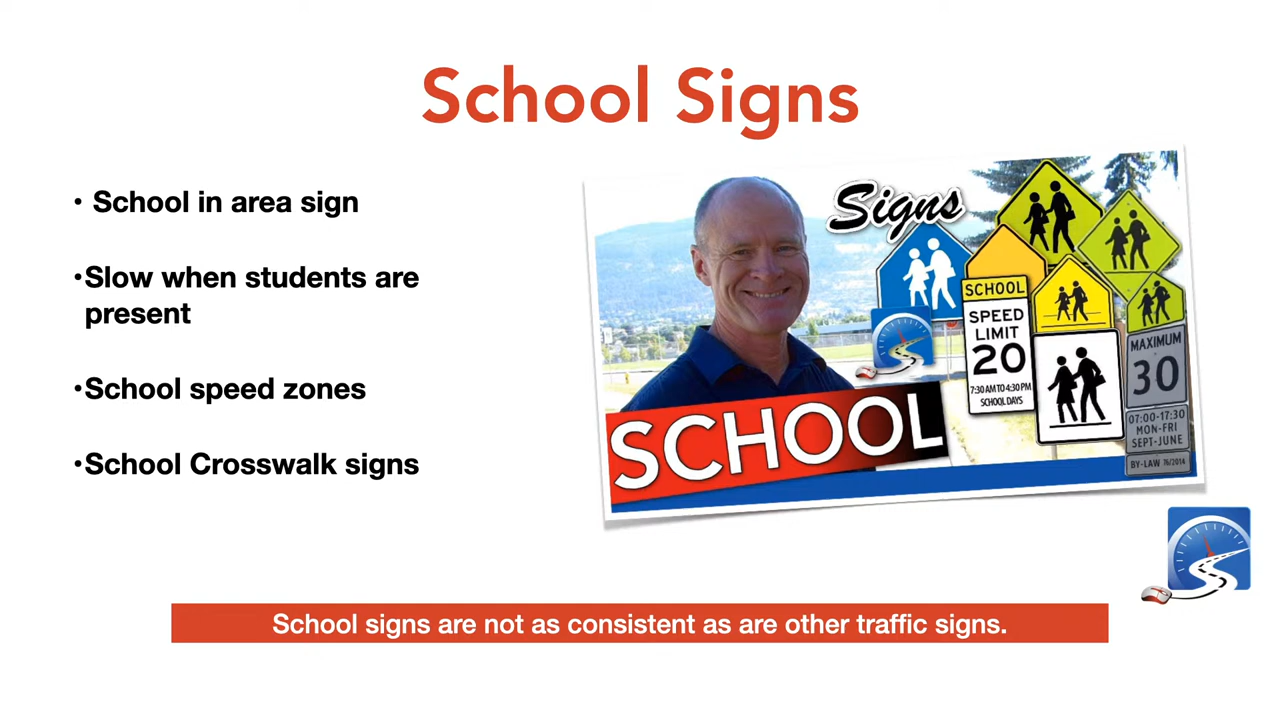 School Signs
• School in area sign
•Slow when students are
present
•School speed zones
•School Crosswalk signs
Signs
SCHOOL
SPEED
LIMIT
20
7:30 AM TO 4:30 PM
SCHOOL DAYS
MAXIMUM
30
07:00-17:30
MON-FRI
SEPT-JUNE
BY-LAW 76/2014
SCHOOL
School signs are not as consistent as are other traffic signs.